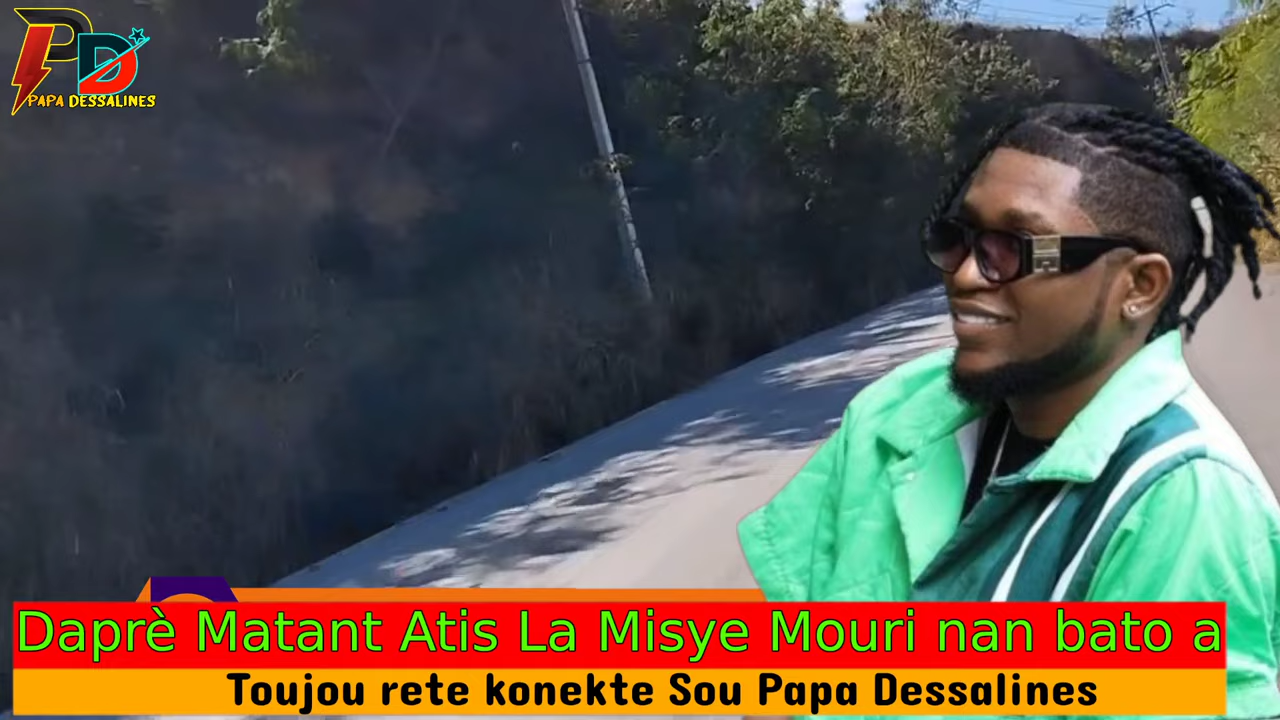 PD
PAPA DESSALINES
Daprè Matant Atis La Misye Mouri nan bato a
Toujou rete konekte Sou Papa Dessalines